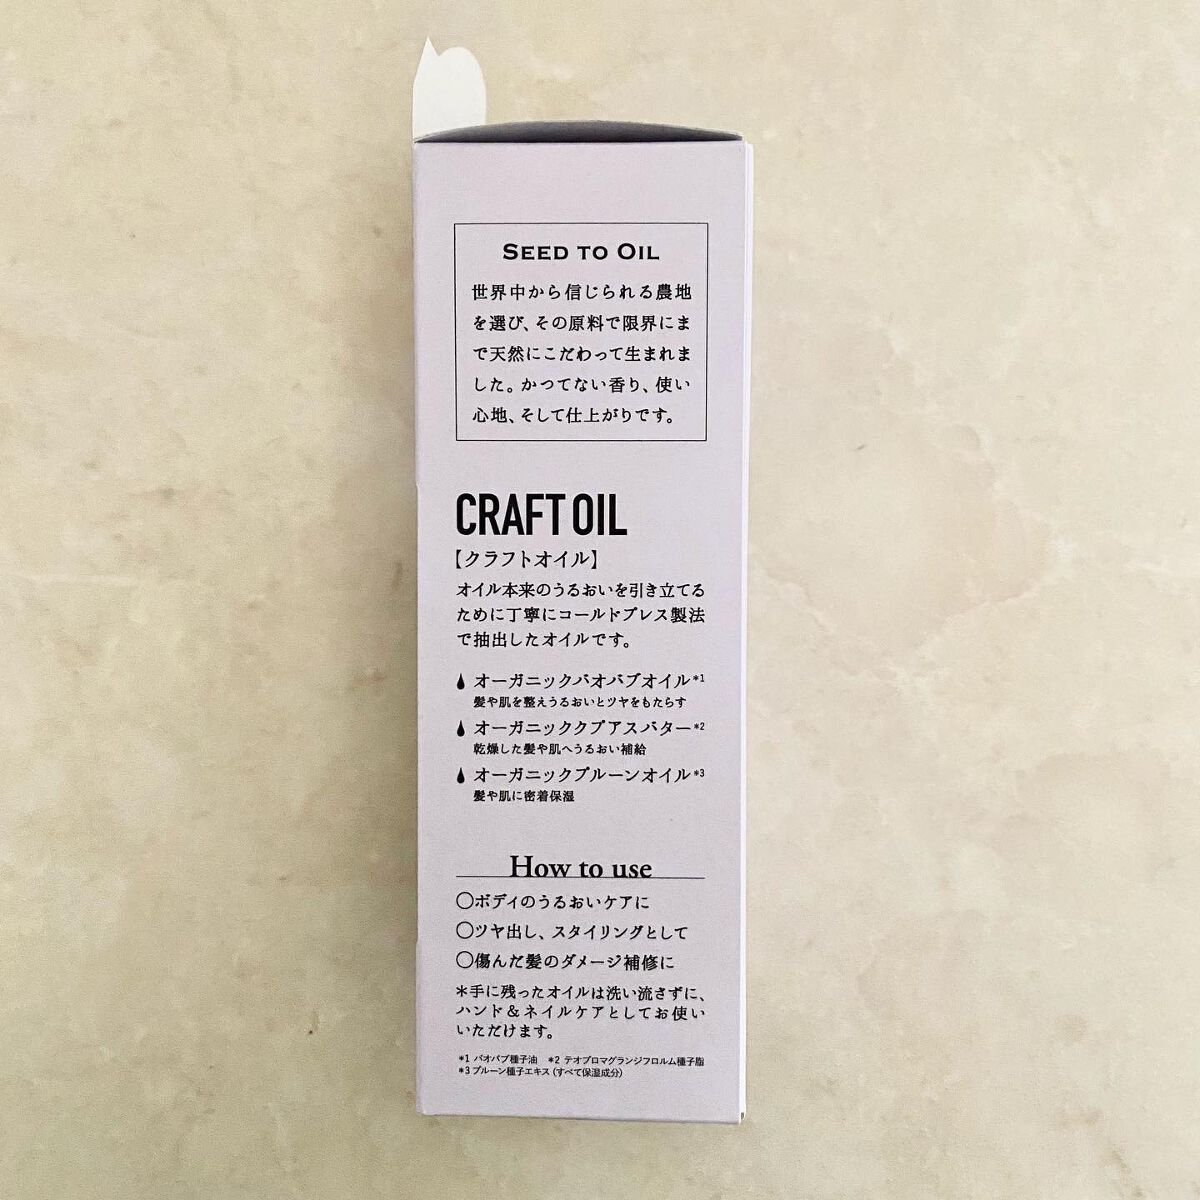 SEED TO OIL
世界中から信じられる農地
を選び、その原料で限界にま
で天然にこだわって生まれま
した。かつてない香り、使い
心地、そして仕上がりです。
CRAFT OIL
【クラフトオイル】
オイル本来のうるおいを引き立てる
ために丁寧にコールドプレス製法
で抽出したオイルです。
オーガニックバオバブオイル*1
髪や肌を整えうるおいとツヤをもたらす
オーガニッククプアスバター*2
乾燥した髪や肌へうるおい補給
オーガニックプルーンオイル*3
髪や肌に密着保湿
How to use
○ボディのうるおいケアに
○ツヤ出し、スタイリングとして
○傷んだ髪のダメージ補修に
＊手に残ったオイルは洗い流さずに、
ハンド＆ネイルケアとしてお使い
いただけます。
*1 バオバブ種子油　*2 テオブロマグランジフロルム種子脂
*3 プルーン種子エキス (すべて保湿成分)